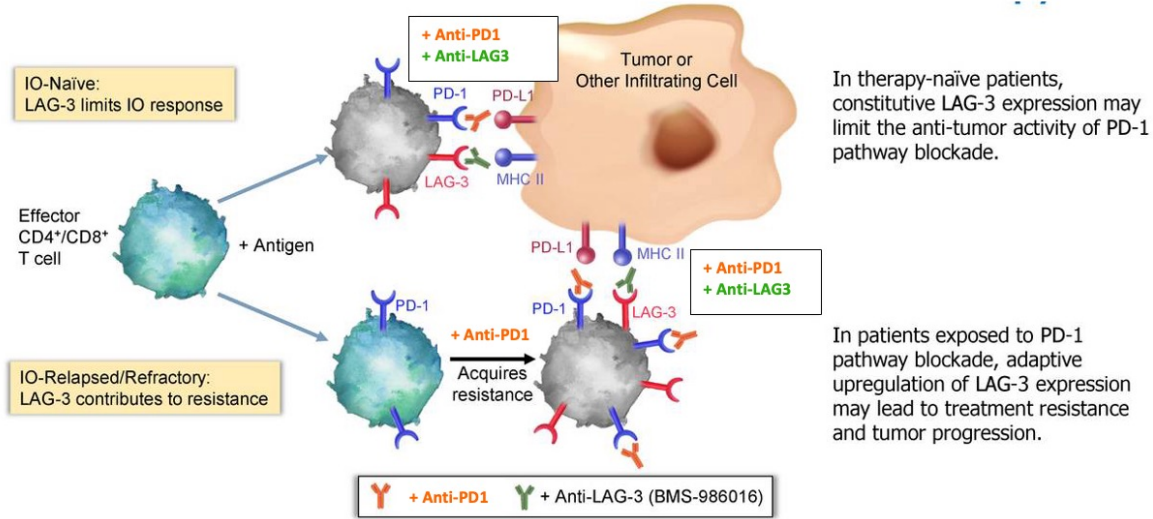 + Anti-PD1
+ Anti-LAG3
IO-Naïve:
LAG-3 limits IO response
PD-1
PD-L1
LAG-3
MHC II
Tumor or
Other Infiltrating Cell
In therapy-naïve patients,
constitutive LAG-3 expression may
limit the anti-tumor activity of PD-1
pathway blockade.
Effector
CD4⁺/CD8⁺
T cell
+ Antigen
PD-L1
MHC II
+ Anti-PD1
+ Anti-LAG3
PD-1
LAG-3
PD-1
+ Anti-PD1
Acquires
resistance
IO-Relapsed/Refractory:
LAG-3 contributes to resistance
In patients exposed to PD-1
pathway blockade, adaptive
upregulation of LAG-3 expression
may lead to treatment resistance
and tumor progression.
+ Anti-PD1
+ Anti-LAG-3 (BMS-986016)